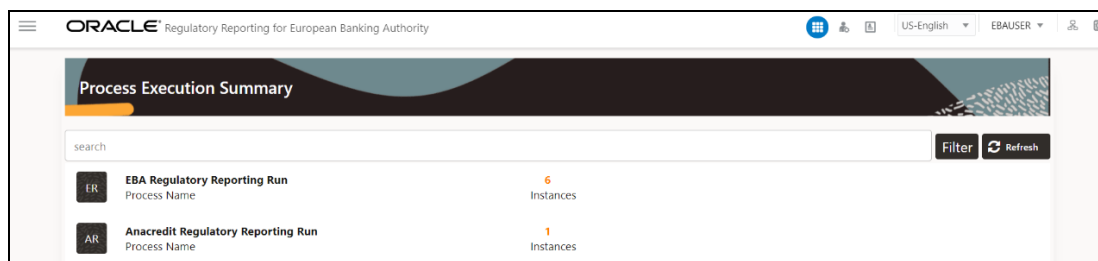 ORACLE® Regulatory Reporting for European Banking Authority US-English EBAUSER
Process Execution Summary
search Filter Refresh
ER EBA Regulatory Reporting Run 6
Process Name Instances
AR Anacredit Regulatory Reporting Run 1
Process Name Instances